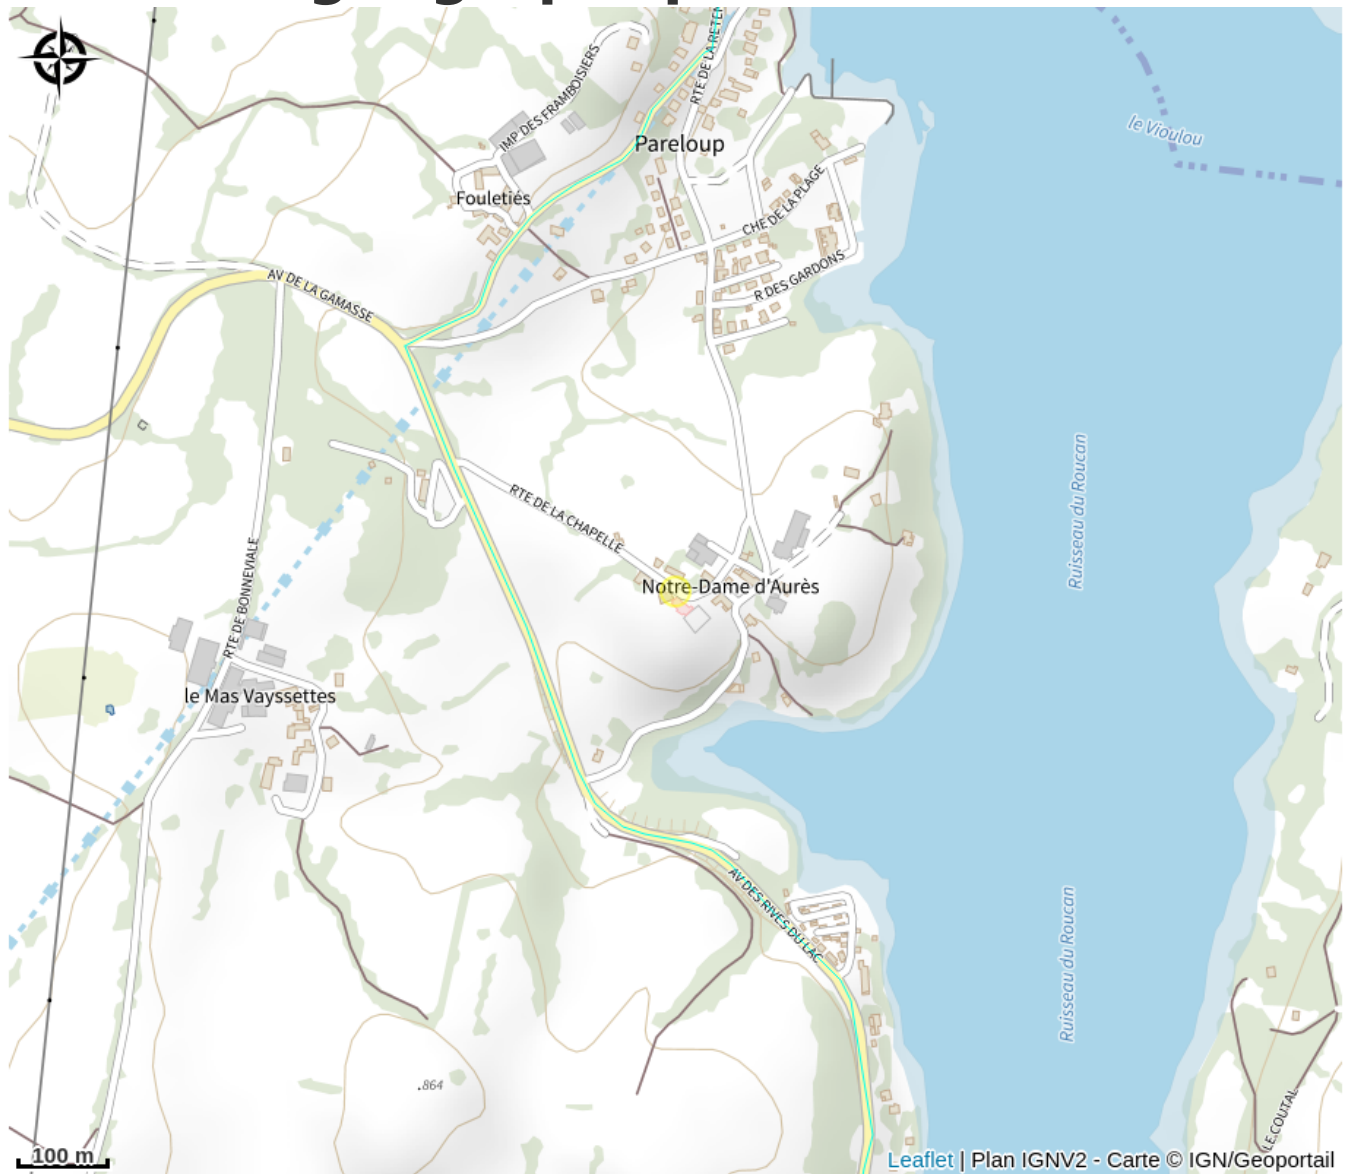 RTE DE LA RETEN
IMP DES FRAMBOISIERS
le Vioulou
Pareloup
Fouletiés
CHE DE LA PLAGE
R DES GARDONS
AV DE LA GAMASSE
RTE DE LA CHAPELLE
Ruisseau du Roucan
RTE DE BONNEVIALE
Notre-Dame d'Aurès
le Mas Vayssettes
AV DES RIVES DU LAC
Ruisseau du Roucan
.864
LE COUTAL
100 m
Leaflet | Plan IGNV2 - Carte © IGN/Geoportail